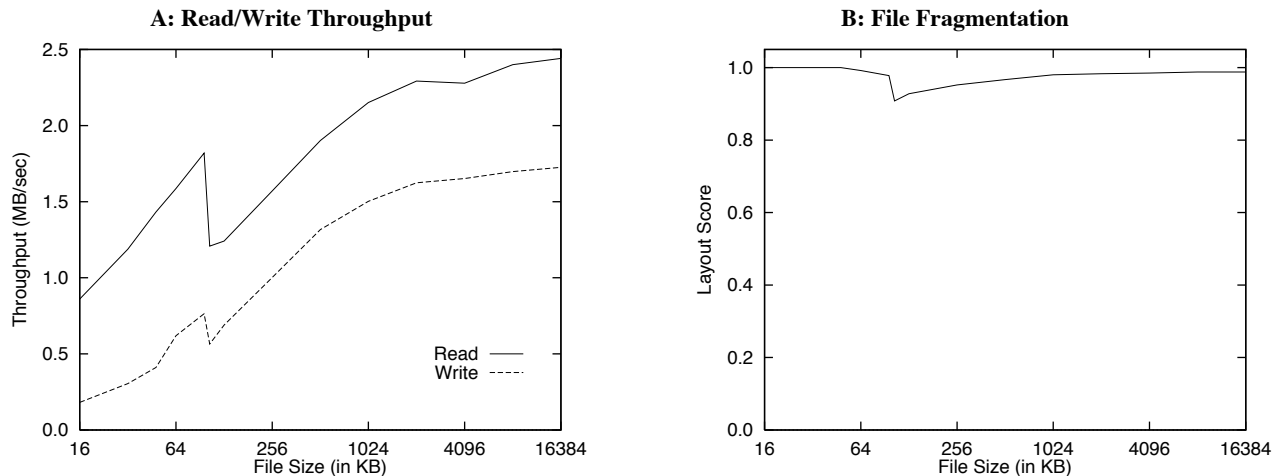 A: Read/Write Throughput
2.5
2.0
1.5
1.0
0.5
0.0
Throughput (MB/sec)
Read
Write
16 64 256 1024 4096 16384
File Size (in KB)
B: File Fragmentation
1.0
0.8
0.6
0.4
0.2
0.0
Layout Score
16 64 256 1024 4096 16384
File Size (in KB)